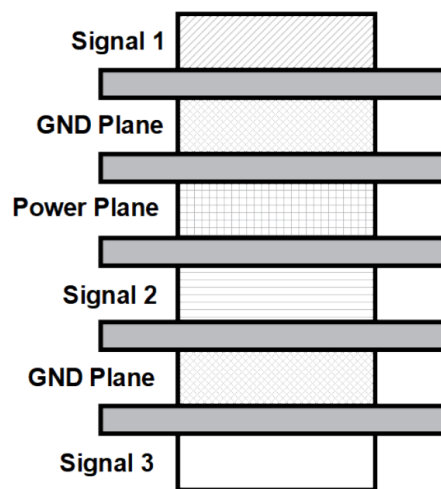 Signal 1
GND Plane
Power Plane
Signal 2
GND Plane
Signal 3